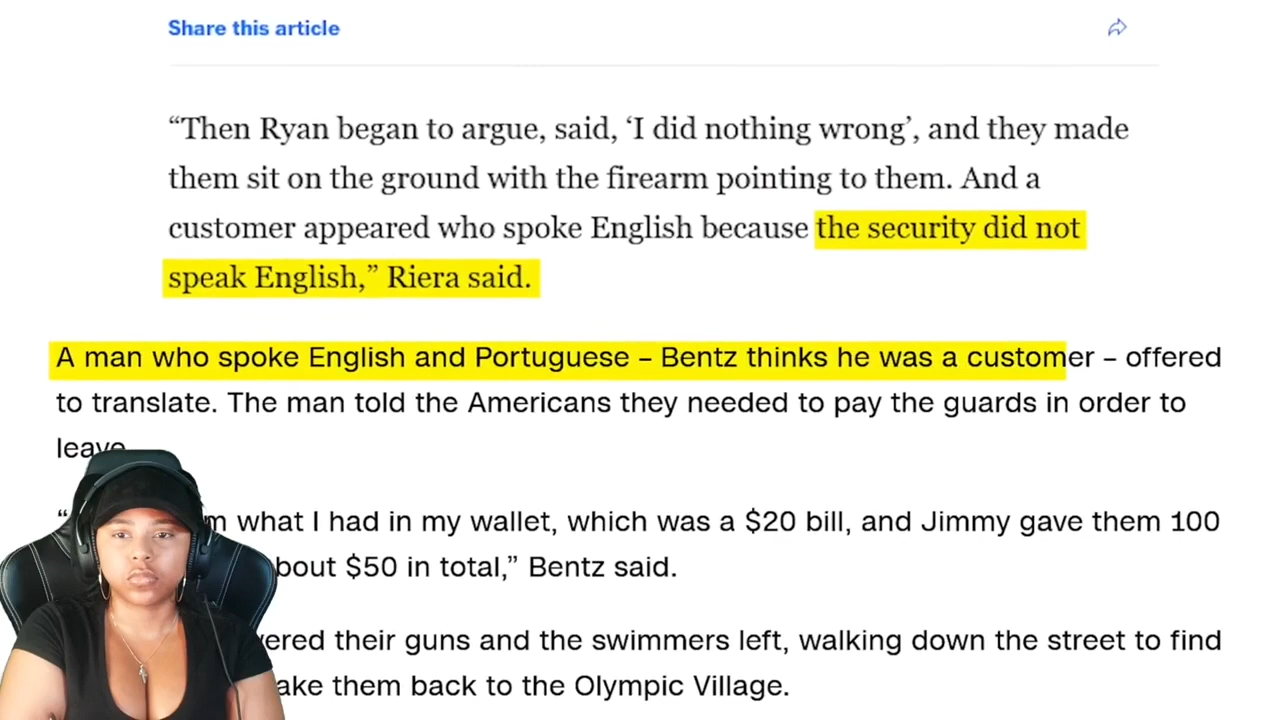 Share this article
“Then Ryan began to argue, said, ‘I did nothing wrong’, and they made
them sit on the ground with the firearm pointing to them. And a
customer appeared who spoke English because the security did not
speak English,” Riera said.
A man who spoke English and Portuguese – Bentz thinks he was a customer – offered
to translate. The man told the Americans they needed to pay the guards in order to
leave
“ what I had in my wallet, which was a $20 bill, and Jimmy gave them 100
$50 in total,” Bentz said.
their guns and the swimmers left, walking down the street to find
them back to the Olympic Village.